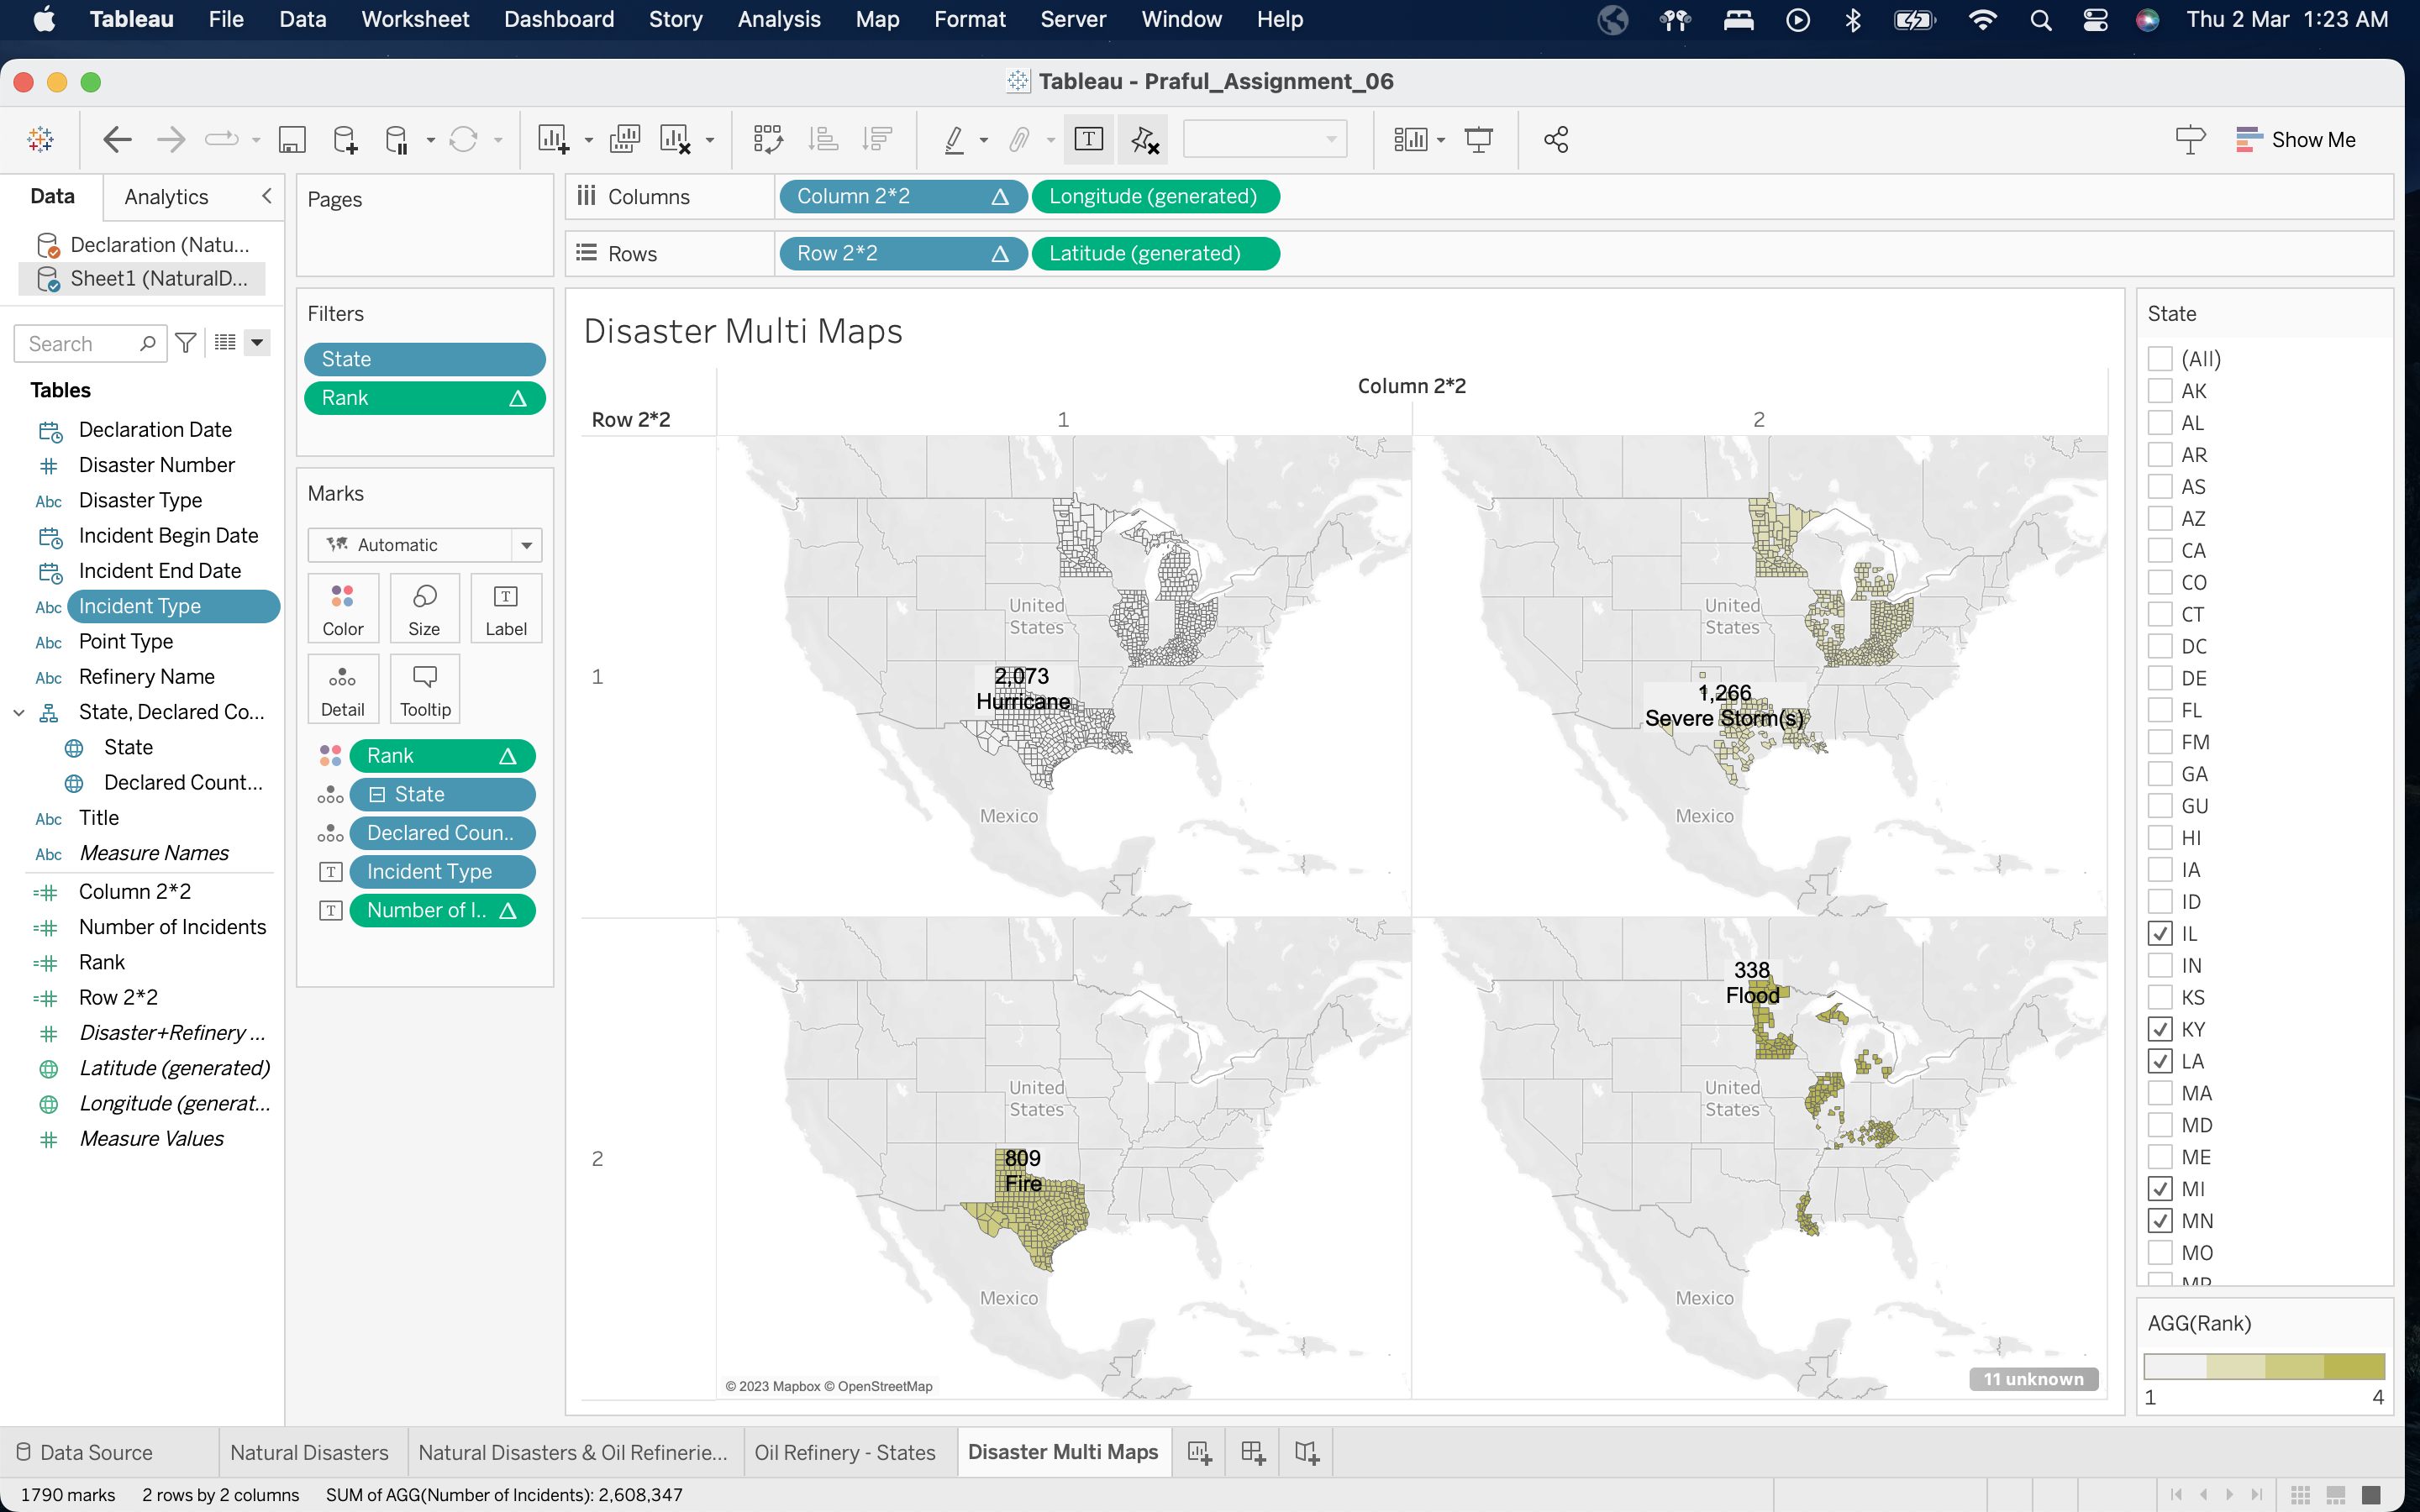 Tableau File Data Worksheet Dashboard Story Analysis Map Format Server Window Help Thu 2 Mar 1:23 AM
Tableau - Praful_Assignment_06
Show Me
Data Analytics
Declaration (Natu...
Sheet1 (NaturalD...
Search
Tables
Declaration Date
# Disaster Number
Abc Disaster Type
Incident Begin Date
Incident End Date
Abc Incident Type
Abc Point Type
Abc Refinery Name
State, Declared Co...
State
Declared Count...
Abc Title
Abc Measure Names
=# Column 2*2
=# Number of Incidents
=# Rank
=# Row 2*2
# Disaster+Refinery ...
Latitude (generated)
Longitude (generat...
# Measure Values
Pages
Filters
State
Rank Δ
Marks
Automatic
Color Size Label
Detail Tooltip
Rank Δ
State
Declared Coun..
Incident Type
Number of I.. Δ
Columns Column 2*2 Δ Longitude (generated)
Rows Row 2*2 Δ Latitude (generated)
Disaster Multi Maps
Column 2*2
Row 2*2 1 2
1
United
States
2,073
Hurricane
Mexico
United
States
1,266
Severe Storm(s)
Mexico
2
United
States
809
Fire
Mexico
© 2023 Mapbox © OpenStreetMap
338
Flood
United
States
Mexico
11 unknown
State
(All)
AK
AL
AR
AS
AZ
CA
CO
CT
DC
DE
FL
FM
GA
GU
HI
IA
ID
IL
IN
KS
KY
LA
MA
MD
ME
MI
MN
MO
MP
AGG(Rank)
1 4
Data Source Natural Disasters Natural Disasters & Oil Refinerie... Oil Refinery - States Disaster Multi Maps
1790 marks 2 rows by 2 columns SUM of AGG(Number of Incidents): 2,608,347